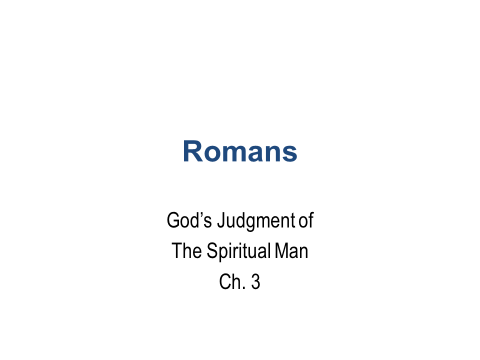 Romans
God’s Judgment of
The Spiritual Man
Ch. 3